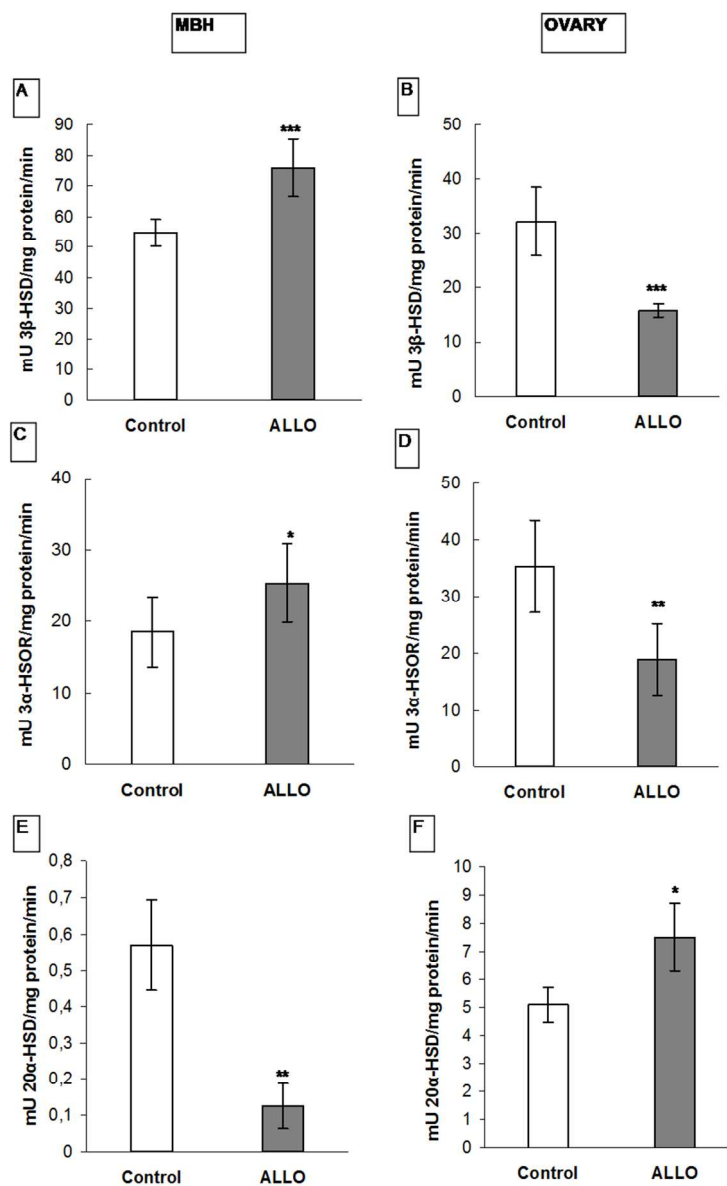 MBH
OVARY
A
mU 3β-HSD/mg protein/min
90
80
70
60
50
40
30
20
10
0
***
Control
ALLO
B
mU 3β-HSD/mg protein/min
50
40
30
20
10
0
***
Control
ALLO
C
mU 3α-HSOR/mg protein/min
40
30
20
10
0
*
Control
ALLO
D
mU 3α-HSOR/mg protein/min
50
40
30
20
10
0
**
Control
ALLO
E
mU 20α-HSD/mg protein/min
0,8
0,7
0,6
0,5
0,4
0,3
0,2
0,1
0
**
Control
ALLO
F
mU 20α-HSD/mg protein/min
10
9
8
7
6
5
4
3
2
1
0
*
Control
ALLO